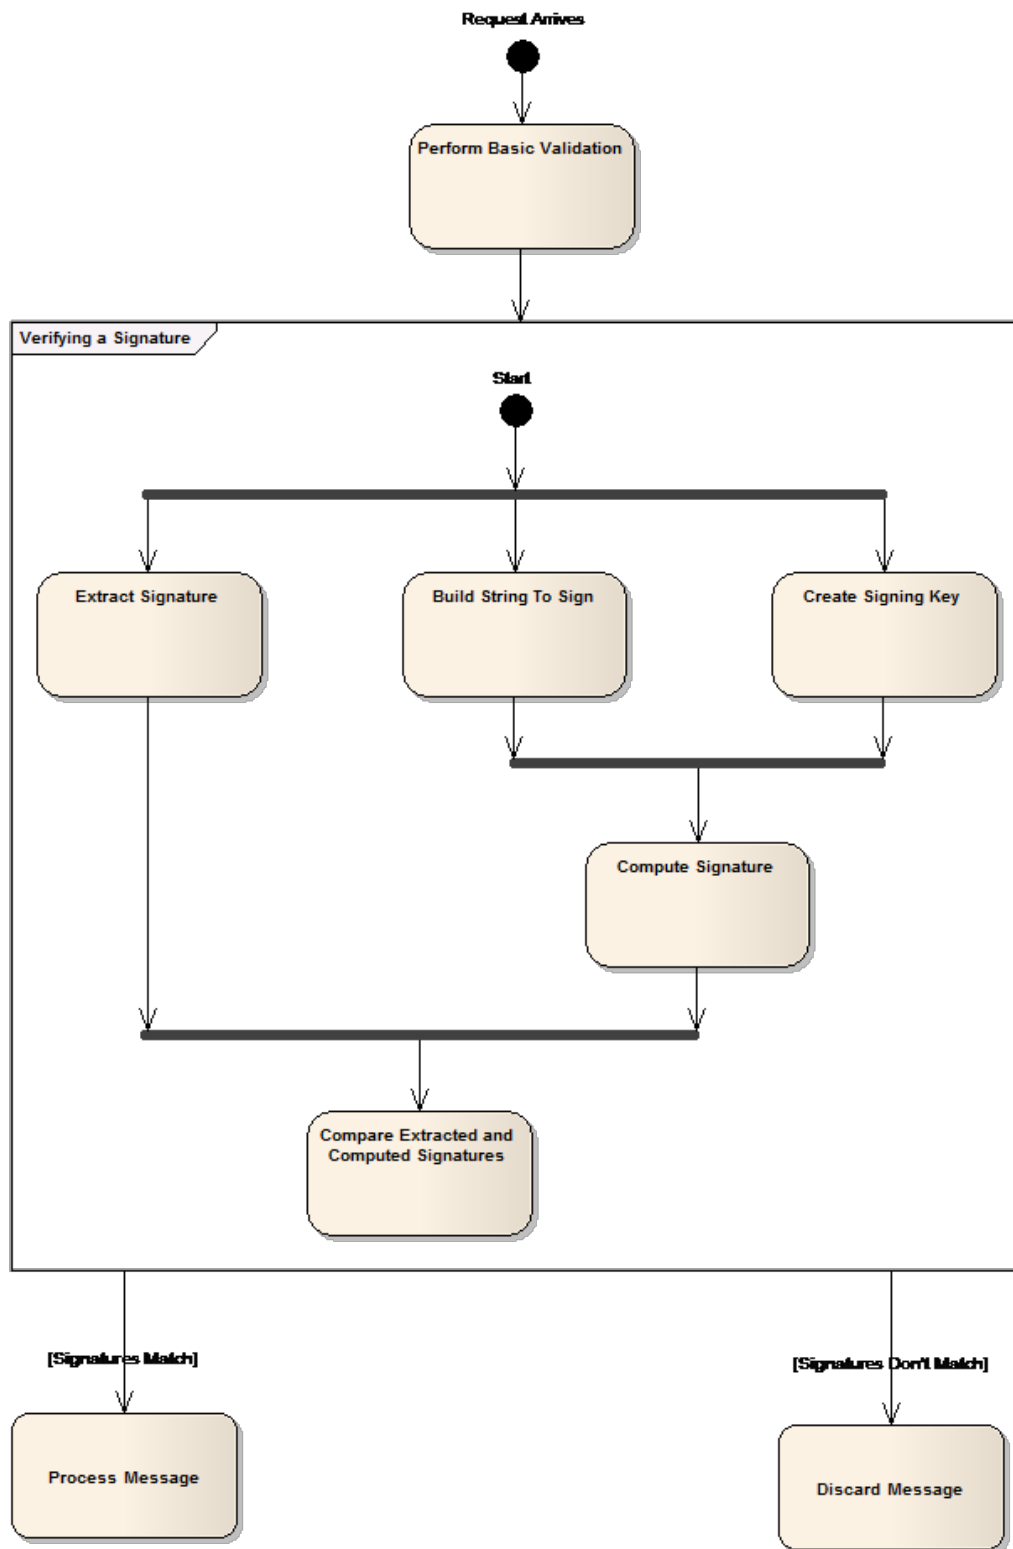 Request Arrives
Perform Basic Validation
Verifying a Signature
Start
Extract Signature
Build String To Sign
Create Signing Key
Compute Signature
Compare Extracted and
Computed Signatures
[Signatures Match]
[Signatures Don't Match]
Process Message
Discard Message